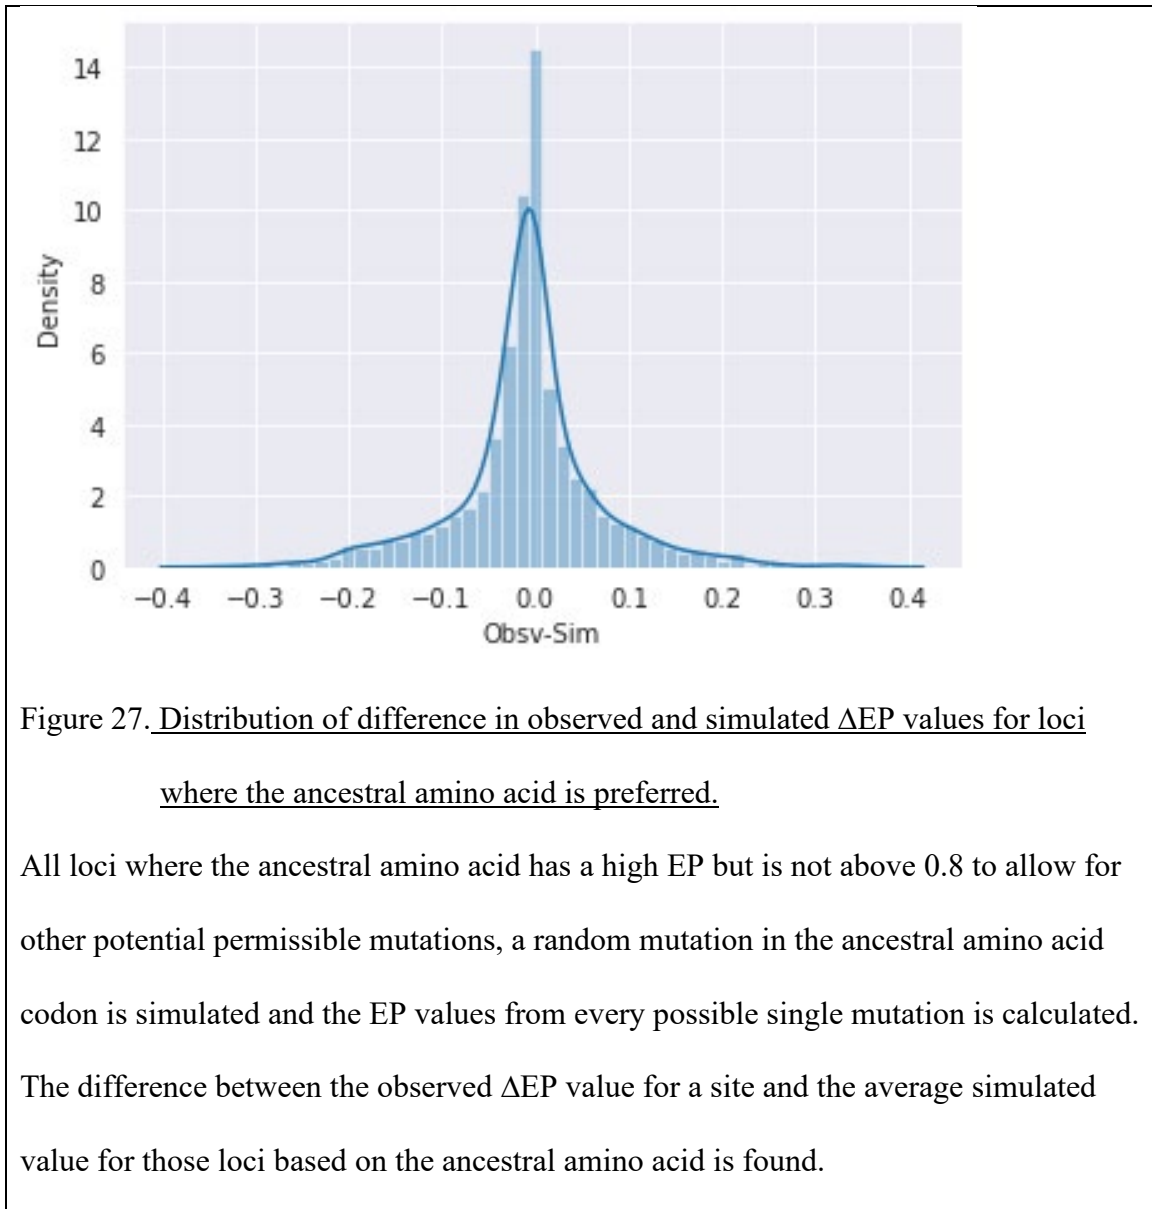 14
12
10
8
6
4
2
0
Density
−0.4 −0.3 −0.2 −0.1 0.0 0.1 0.2 0.3 0.4
Obsv-Sim
Figure 27. Distribution of difference in observed and simulated ΔEP values for loci
where the ancestral amino acid is preferred.
All loci where the ancestral amino acid has a high EP but is not above 0.8 to allow for
other potential permissible mutations, a random mutation in the ancestral amino acid
codon is simulated and the EP values from every possible single mutation is calculated.
The difference between the observed ΔEP value for a site and the average simulated
value for those loci based on the ancestral amino acid is found.